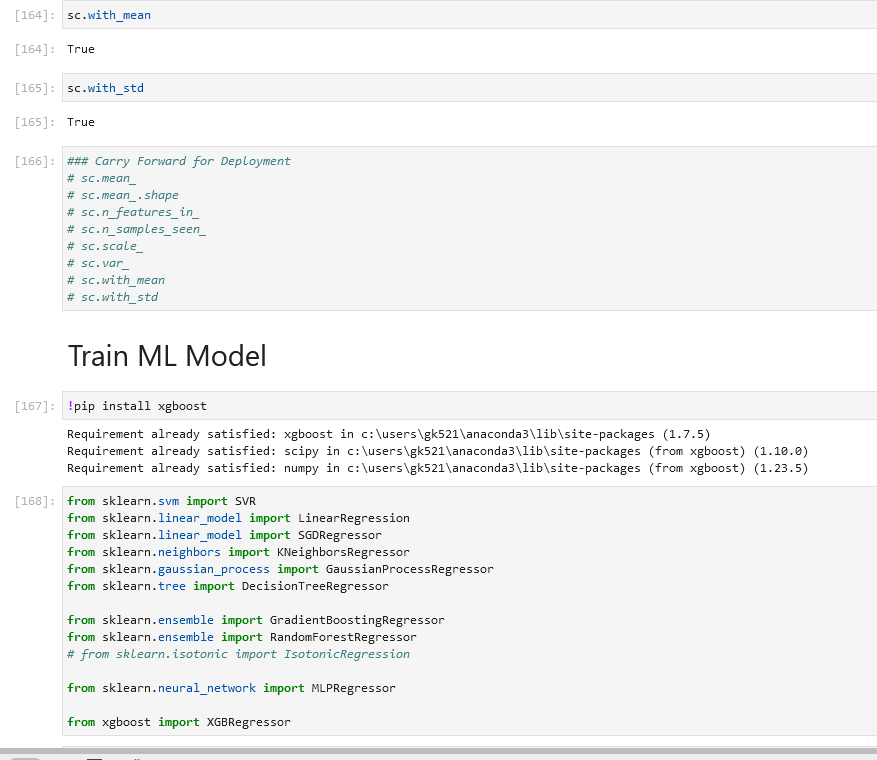 [164]: sc.with_mean
[164]: True
[165]: sc.with_std
[165]: True
[166]: ### Carry Forward for Deployment
# sc.mean_
# sc.mean_.shape
# sc.n_features_in_
# sc.n_samples_seen_
# sc.scale_
# sc.var_
# sc.with_mean
# sc.with_std
Train ML Model
[167]: !pip install xgboost
Requirement already satisfied: xgboost in c:\users\gk521\anaconda3\lib\site-packages (1.7.5)
Requirement already satisfied: scipy in c:\users\gk521\anaconda3\lib\site-packages (from xgboost) (1.10.0)
Requirement already satisfied: numpy in c:\users\gk521\anaconda3\lib\site-packages (from xgboost) (1.23.5)
[168]: from sklearn.svm import SVR
from sklearn.linear_model import LinearRegression
from sklearn.linear_model import SGDRegressor
from sklearn.neighbors import KNeighborsRegressor
from sklearn.gaussian_process import GaussianProcessRegressor
from sklearn.tree import DecisionTreeRegressor
from sklearn.ensemble import GradientBoostingRegressor
from sklearn.ensemble import RandomForestRegressor
# from sklearn.isotonic import IsotonicRegression
from sklearn.neural_network import MLPRegressor
from xgboost import XGBRegressor